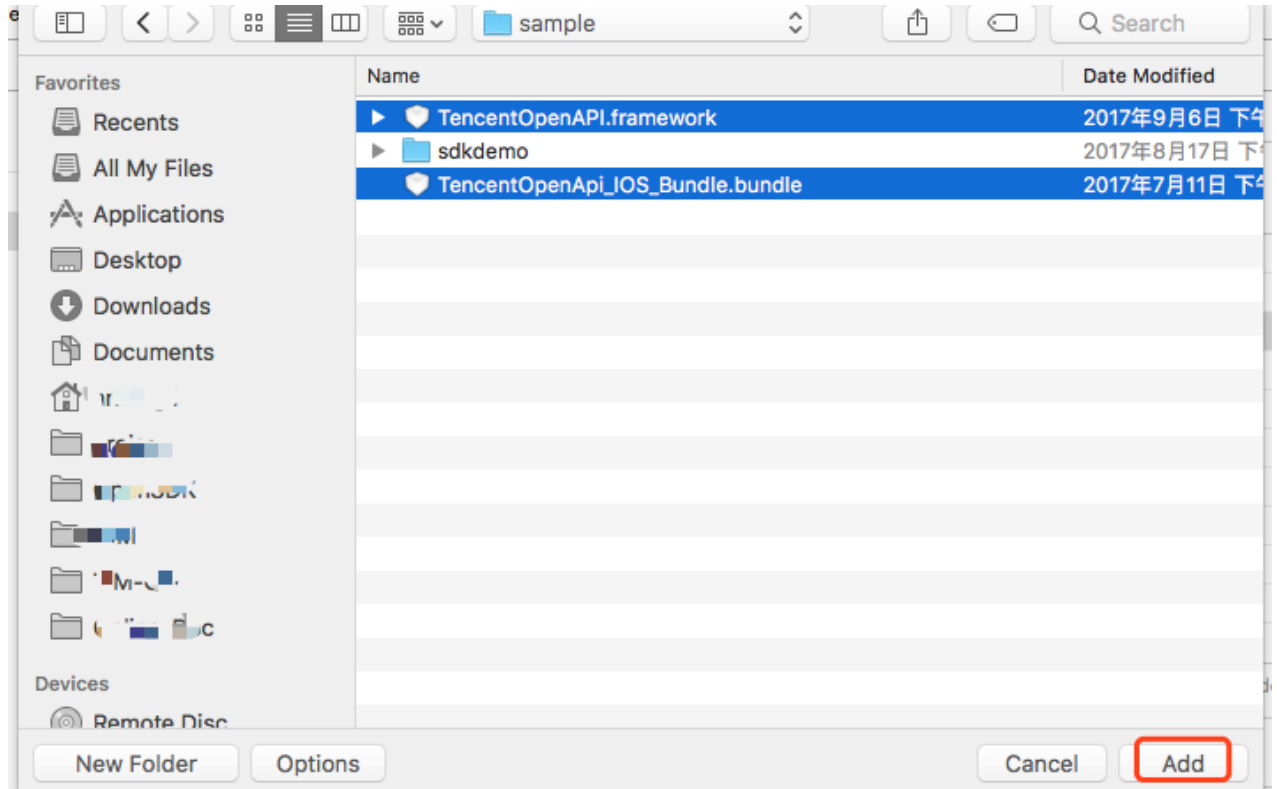 sample
Search
Favorites
Recents
All My Files
Applications
Desktop
Downloads
Documents
Devices
Remote Disc
Name
Date Modified
TencentOpenAPI.framework
2017年9月6日 下午
sdkdemo
2017年8月17日 下
TencentOpenApi_IOS_Bundle.bundle
2017年7月11日 下午
New Folder
Options
Cancel
Add